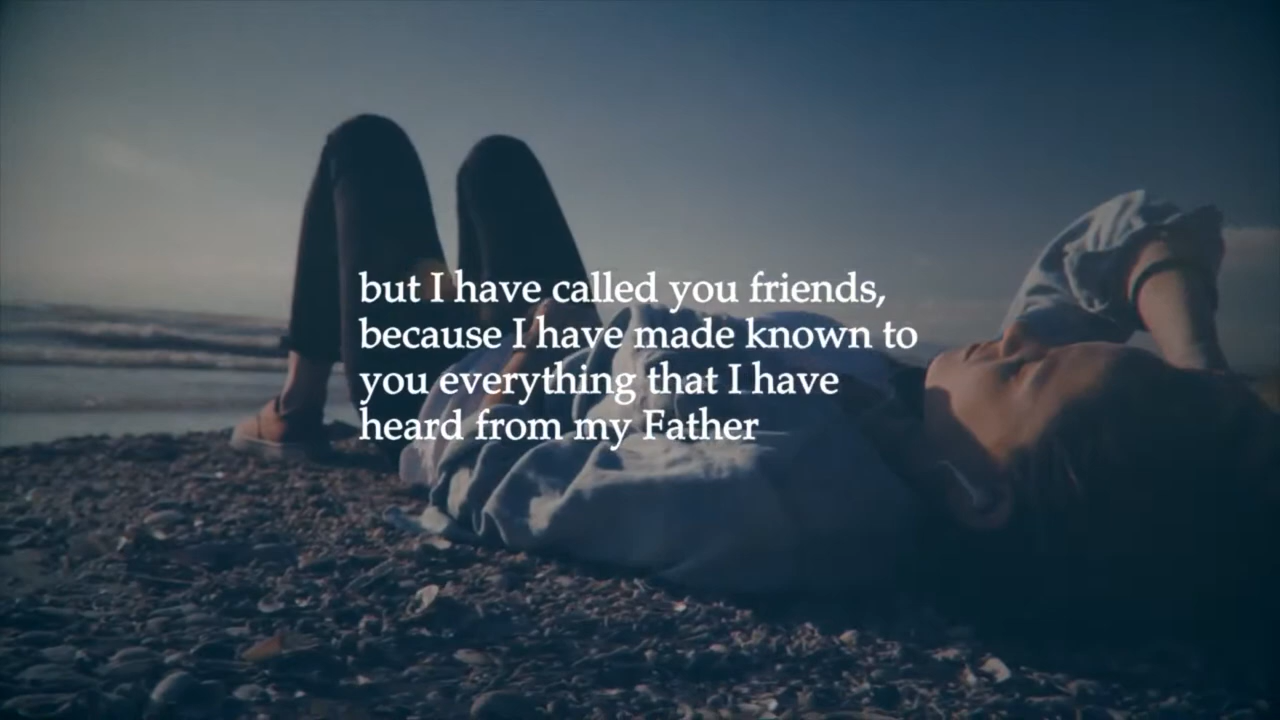 but I have called you friends,
because I have made known to
you everything that I have
heard from my Father